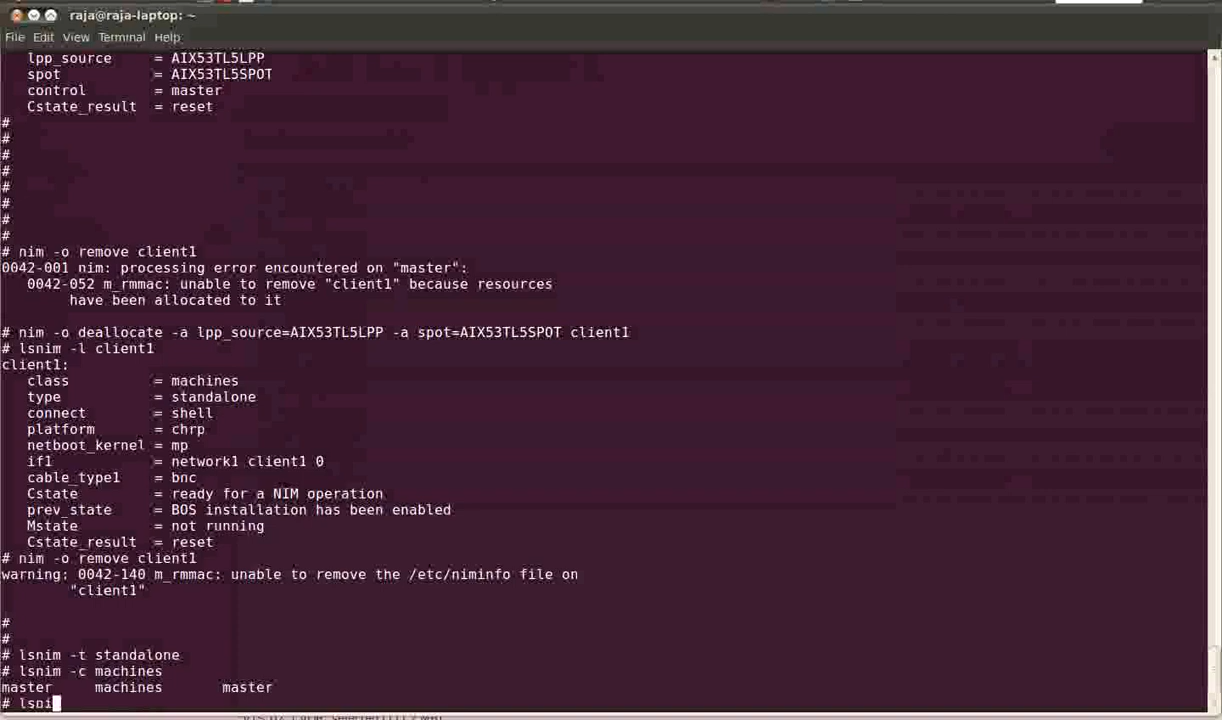 raja@raja-laptop: ~
File Edit View Terminal Help
lpp_source = AIX53TL5LPP
spot = AIX53TL5SPOT
control = master
Cstate_result = reset
#
#
#
#
#
#
#
#
# nim -o remove client1
0042-001 nim: processing error encountered on "master":
0042-052 m_rmmac: unable to remove "client1" because resources
have been allocated to it
# nim -o deallocate -a lpp_source=AIX53TL5LPP -a spot=AIX53TL5SPOT client1
# lsnim -l client1
client1:
class = machines
type = standalone
connect = shell
platform = chrp
netboot_kernel = mp
if1 = network1 client1 0
cable_type1 = bnc
Cstate = ready for a NIM operation
prev_state = BOS installation has been enabled
Mstate = not running
Cstate_result = reset
# nim -o remove client1
warning: 0042-140 m_rmmac: unable to remove the /etc/niminfo file on
"client1"
#
#
# lsnim -t standalone
# lsnim -c machines
master machines master
# lsni